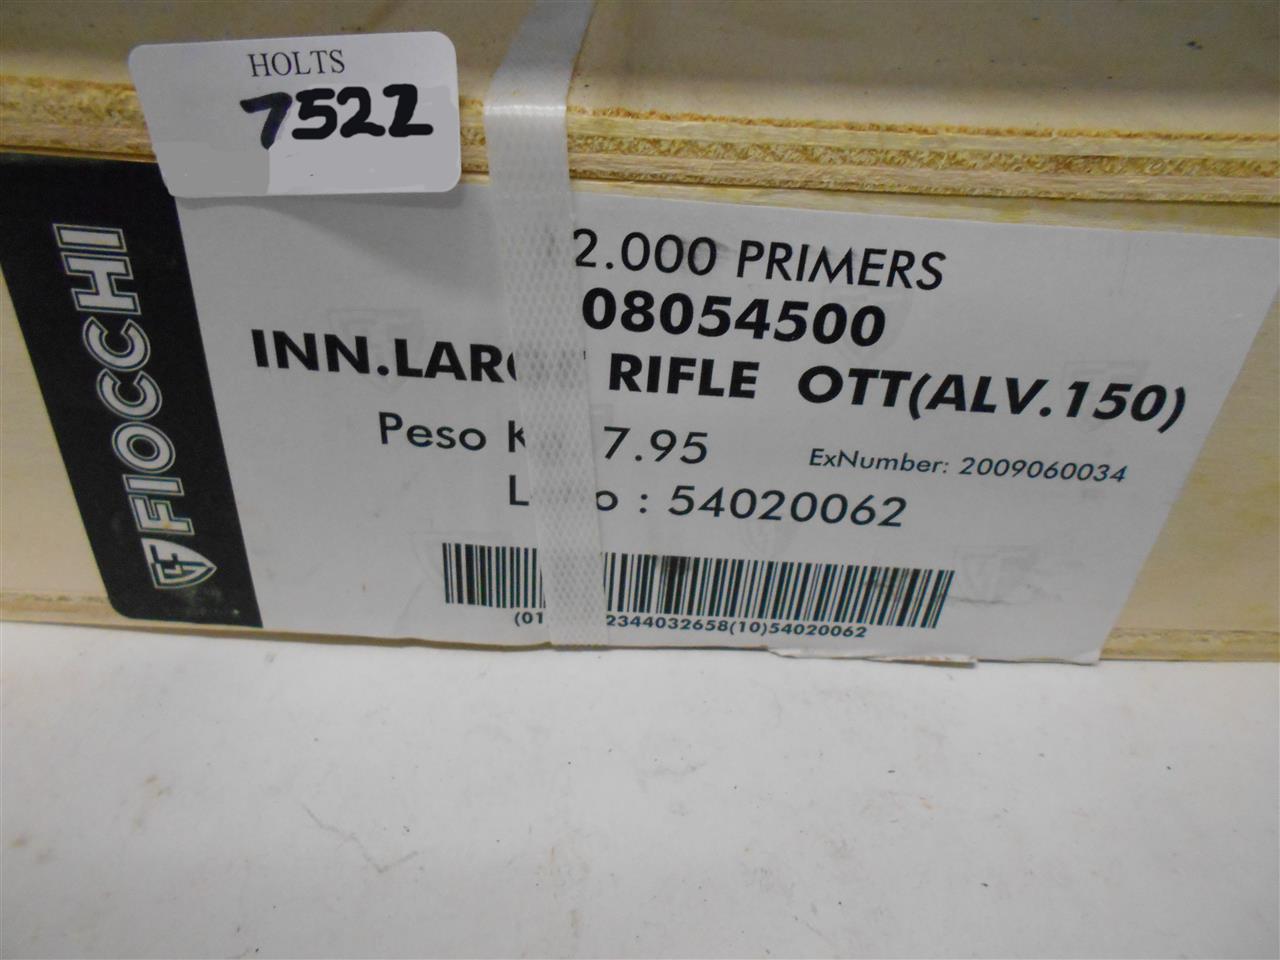 HOLTS
7522
FIOCCHI
2.000 PRIMERS
08054500
INN. RIFLE OTT(ALV.150)
Peso 7.95
ExNumber: 2009060034
: 54020062
(01 2344032658(10)54020062